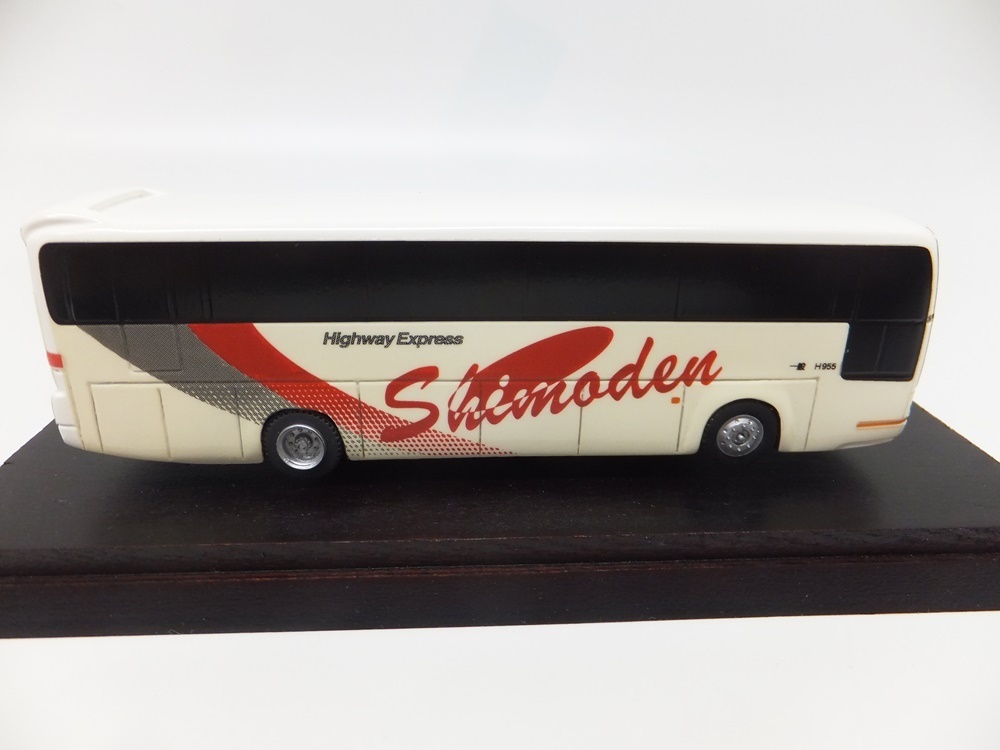 Highway Express
Shimoden
一般 H955